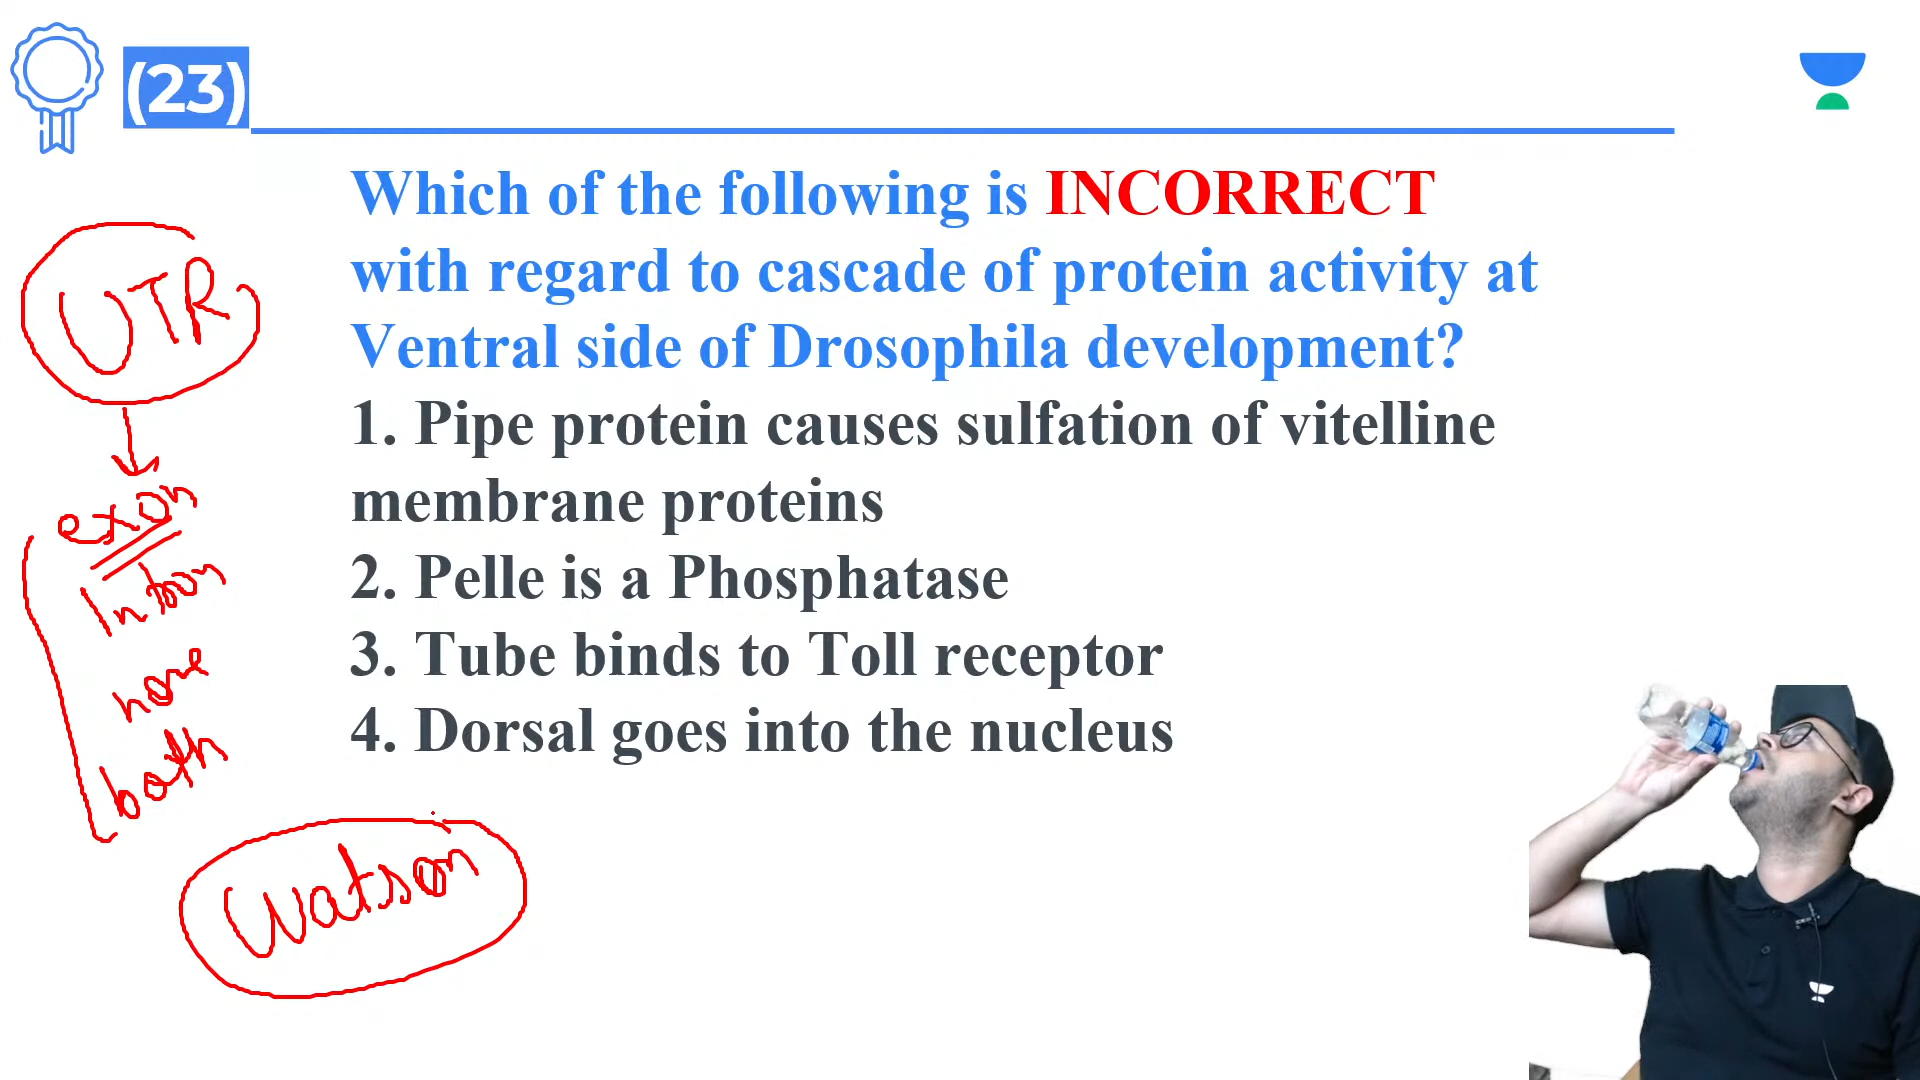 (23)
Which of the following is INCORRECT
with regard to cascade of protein activity at
Ventral side of Drosophila development?
1. Pipe protein causes sulfation of vitelline
membrane proteins
2. Pelle is a Phosphatase
3. Tube binds to Toll receptor
4. Dorsal goes into the nucleus
UTR
exon
Intron
none
both
Watson